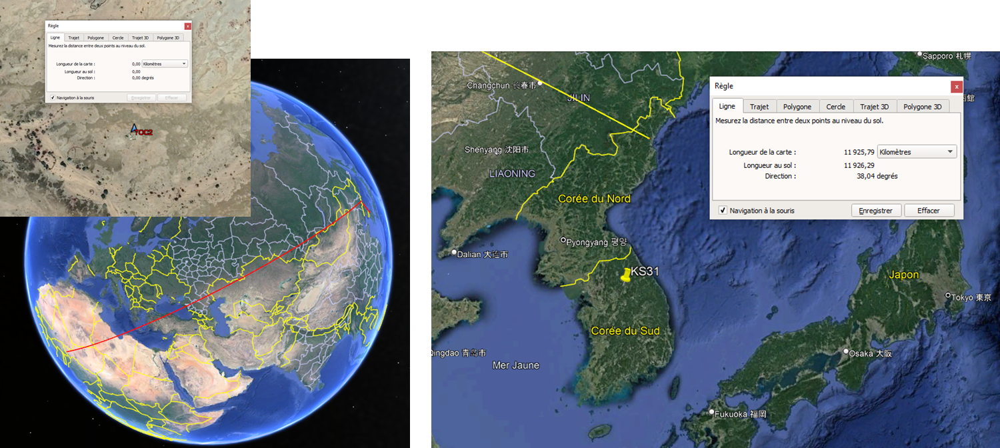 Règle
x
Ligne
Trajet
Polygone
Cercle
Trajet 3D
Polygone 3D
Mesurez la distance entre deux points au niveau du sol.
Longueur de la carte : 0,00 Kilomètres
Longueur au sol : 0,00
Direction : 0,00 degrés
Navigation à la souris
Enregistrer
Effacer
TOC2
Sapporo 札幌
Changchun 长春市
JILIN
Règle
x
Ligne
Trajet
Polygone
Cercle
Trajet 3D
Polygone 3D
Mesurez la distance entre deux points au niveau du sol.
Longueur de la carte : 11 925,79 Kilomètres
Longueur au sol : 11 926,29
Direction : 38,04 degrés
Navigation à la souris
Enregistrer
Effacer
Shenyang 沈阳市
LIAONING
Corée du Nord
Pyongyang 평양
Dalian 大连市
KS31
Japon
Tokyo 東京
Corée du Sud
Qingdao 青岛市
Mer Jaune
Osaka 大阪
Fukuoka 福岡